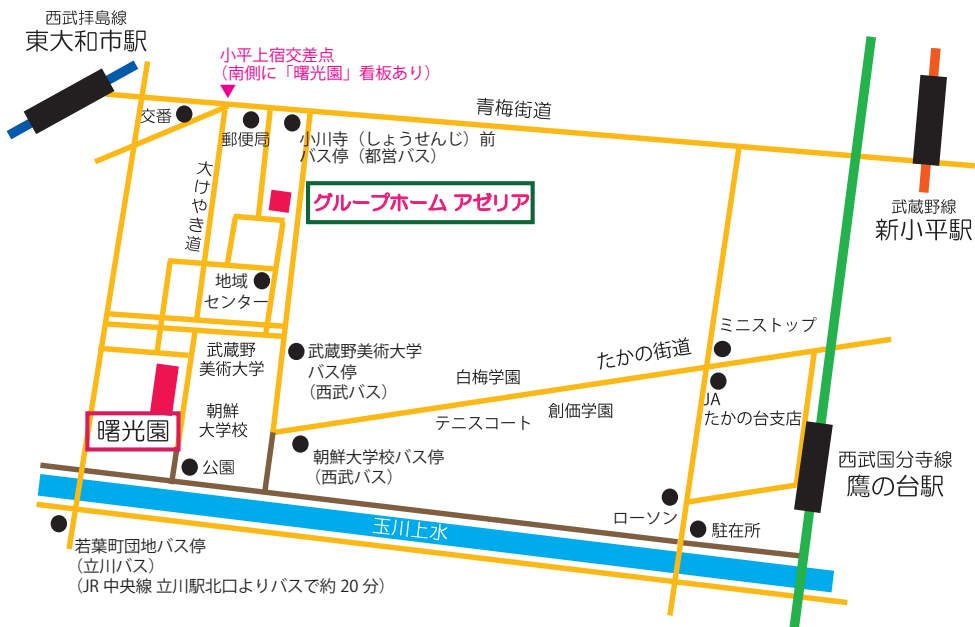 西武拝島線
東大和市駅
小平上宿交差点
（南側に「曙光園」看板あり）
交番
郵便局
小川寺（しょうせんじ）前
バス停（都営バス）
青梅街道
大けやき道
グループホーム アゼリア
武蔵野線
新小平駅
地域
センター
武蔵野
美術大学
武蔵野美術大学
バス停
（西武バス）
ミニストップ
たかの街道
白梅学園
JA
たかの台支店
創価学園
テニスコート
朝鮮
大学校
曙光園
公園
朝鮮大学校バス停
（西武バス）
西武国分寺線
鷹の台駅
ローソン
駐在所
玉川上水
若葉町団地バス停
（立川バス）
（JR 中央線 立川駅北口よりバスで約 20 分）